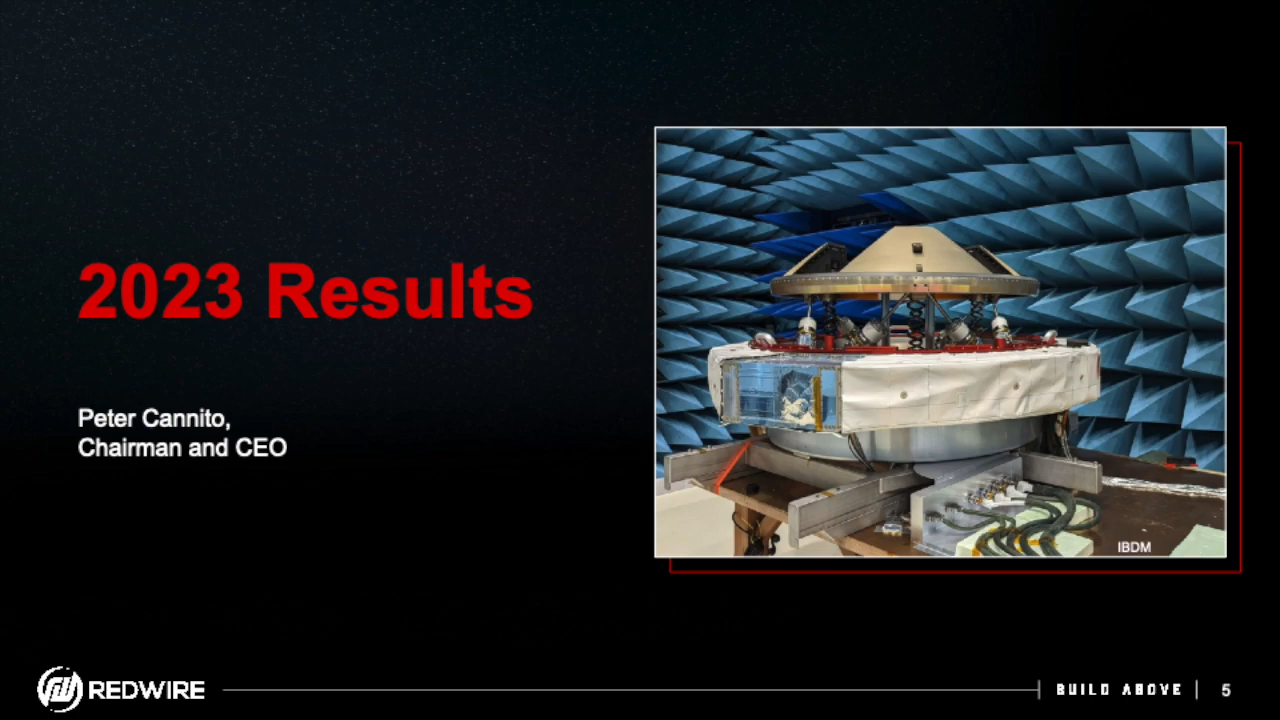 2023 Results
Peter Cannito,
Chairman and CEO
IBDM
REDWIRE
BUILD ABOVE
5